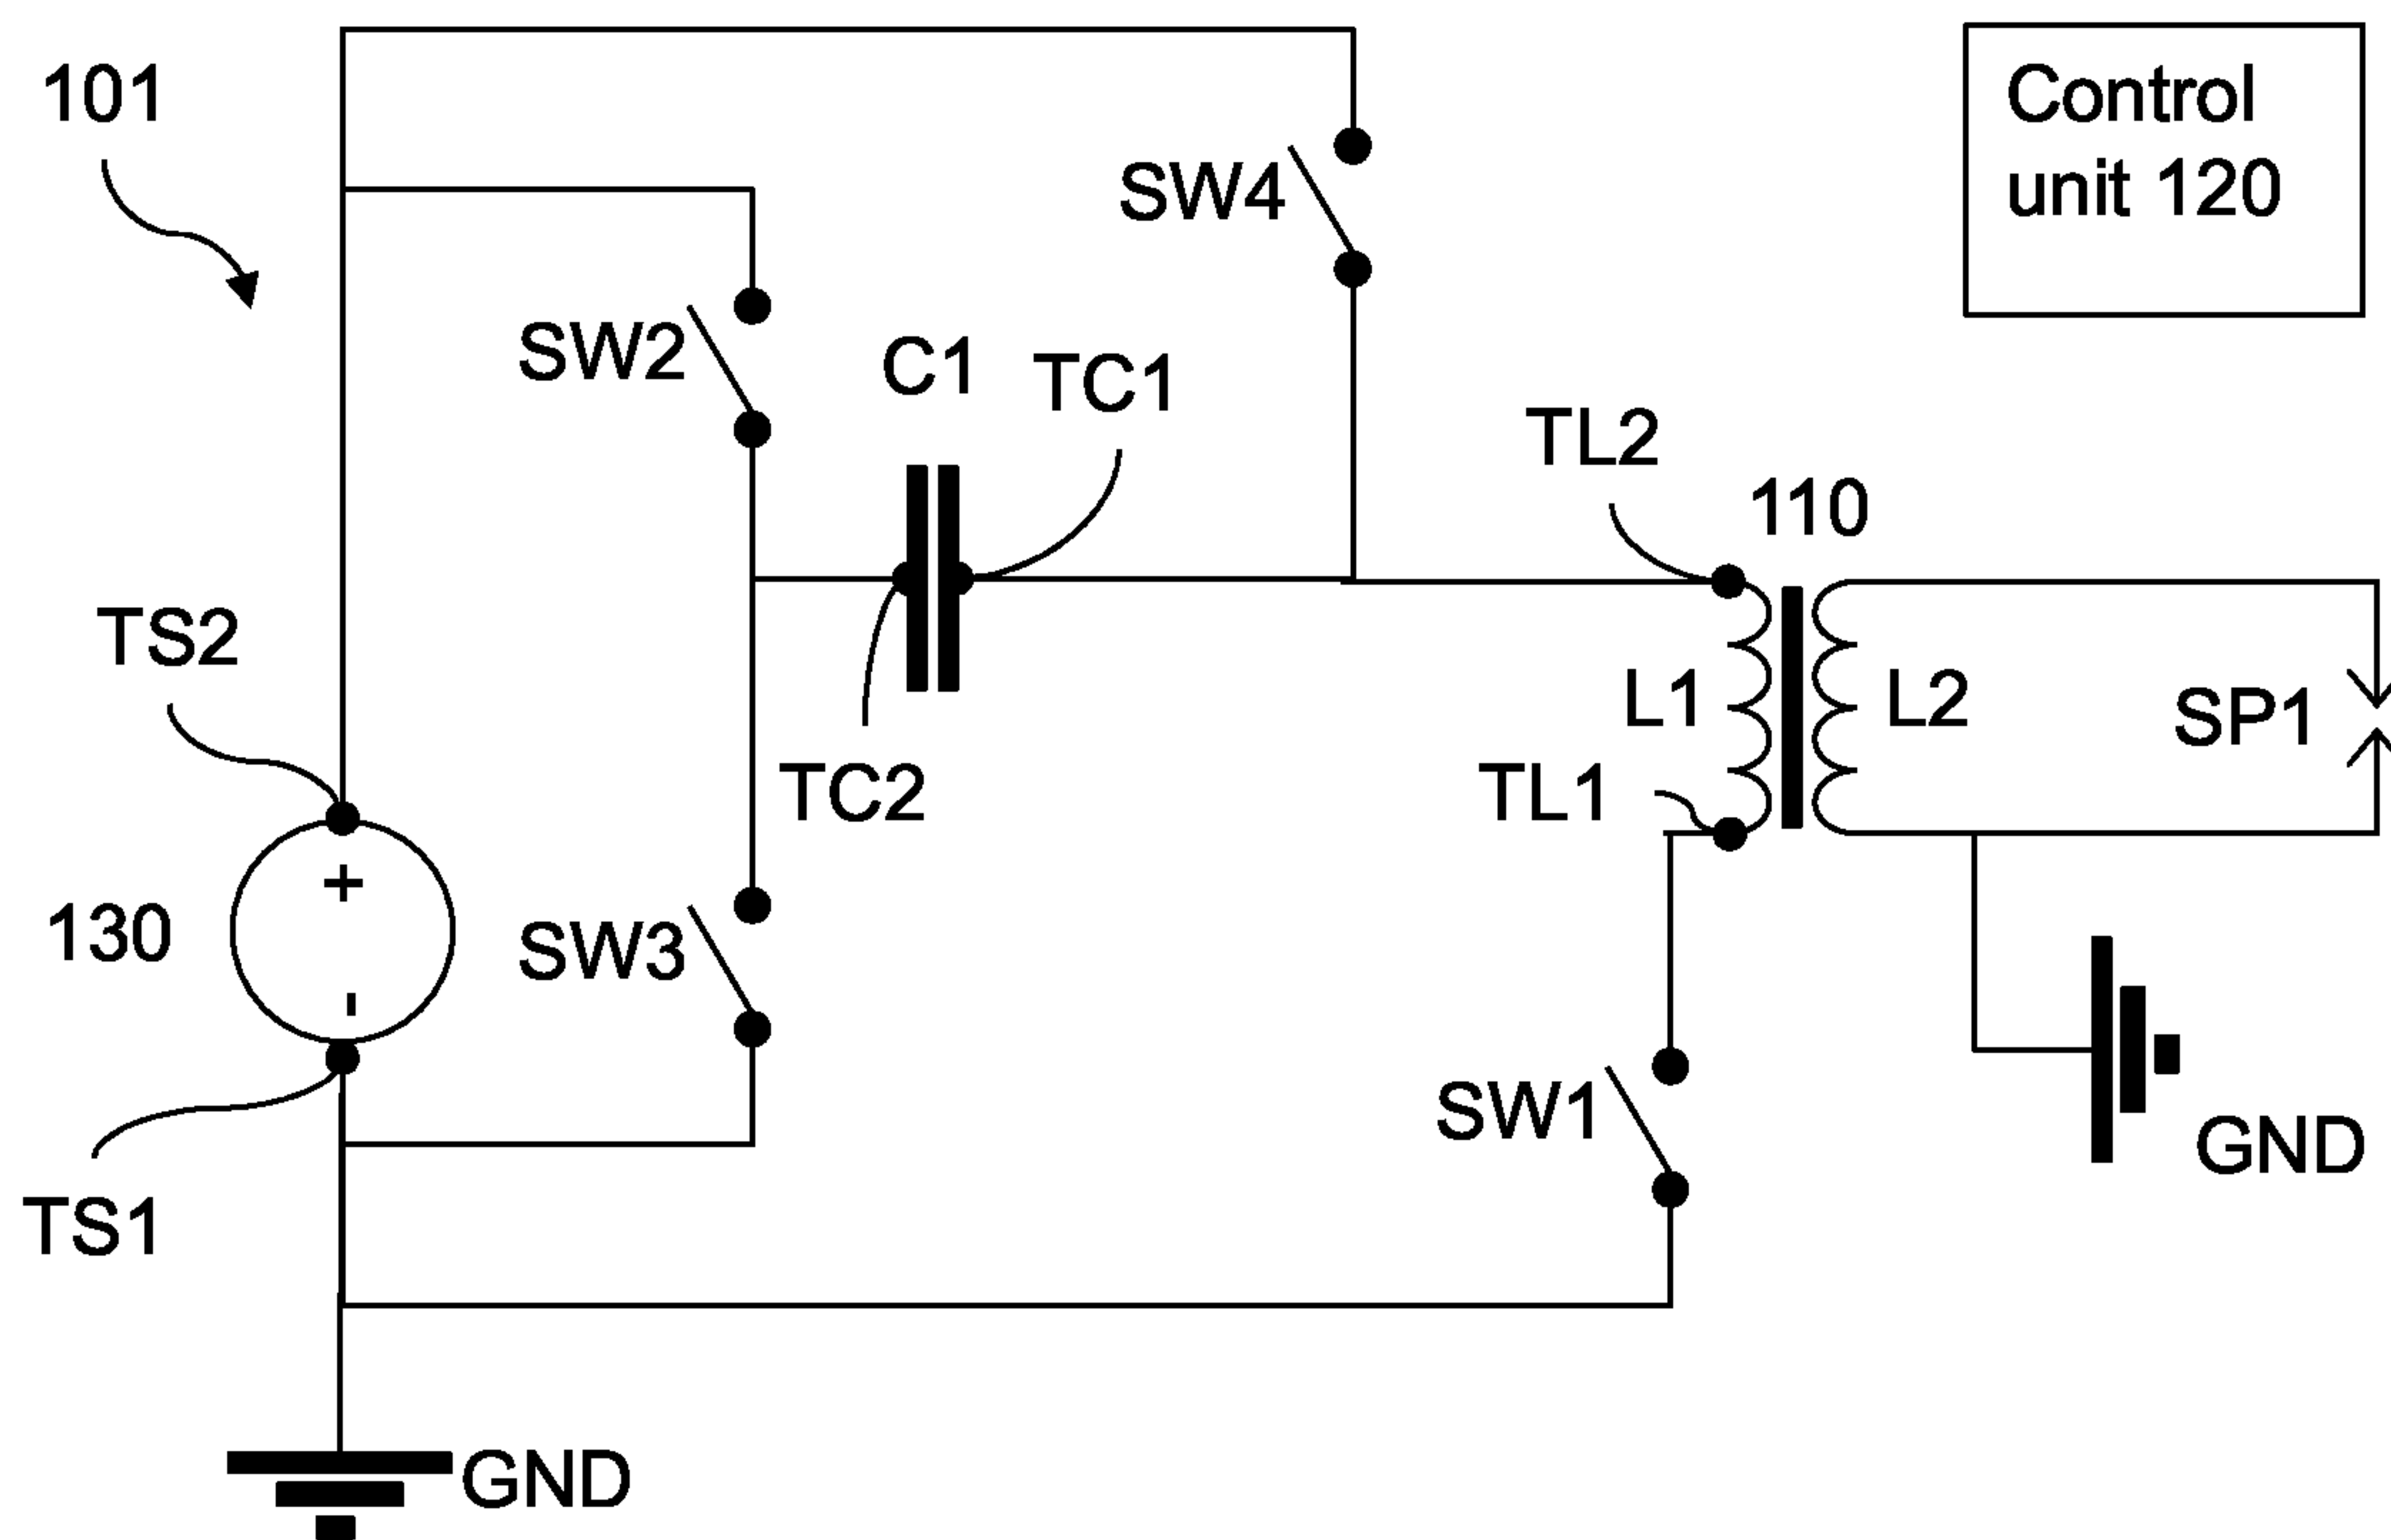 101
Control
unit 120
SW4
SW2
C1
TC1
TL2
110
TS2
L1
L2
SP1
TC2
TL1
+
130
SW3
-
SW1
GND
TS1
GND